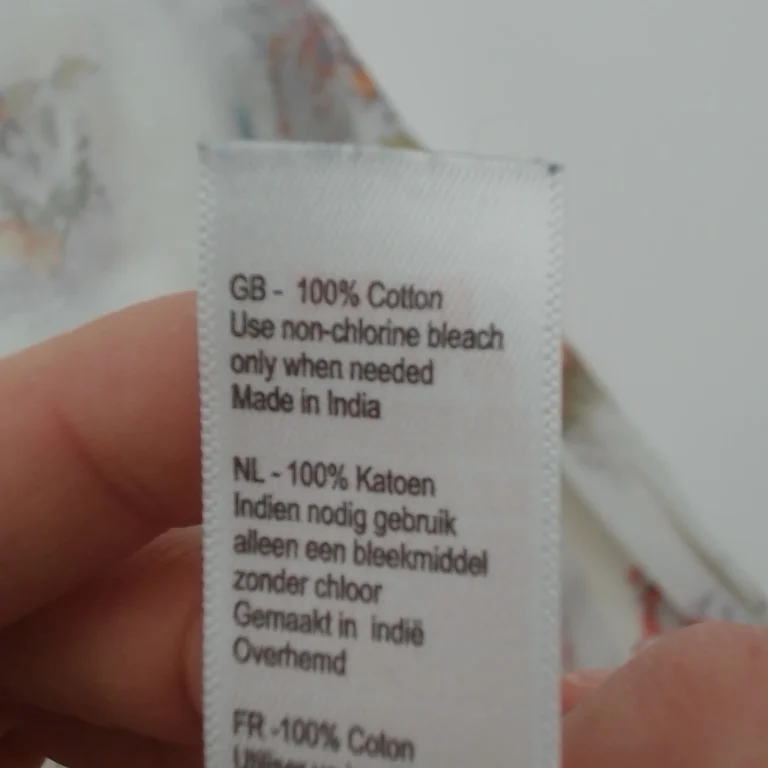 GB - 100% Cotton
Use non-chlorine bleach
only when needed
Made in India
NL - 100% Katoen
Indien nodig gebruik
alleen een bleekmiddel
zonder chloor
Gemaakt in indië
Overhemd
FR -100% Coton
Utiliser